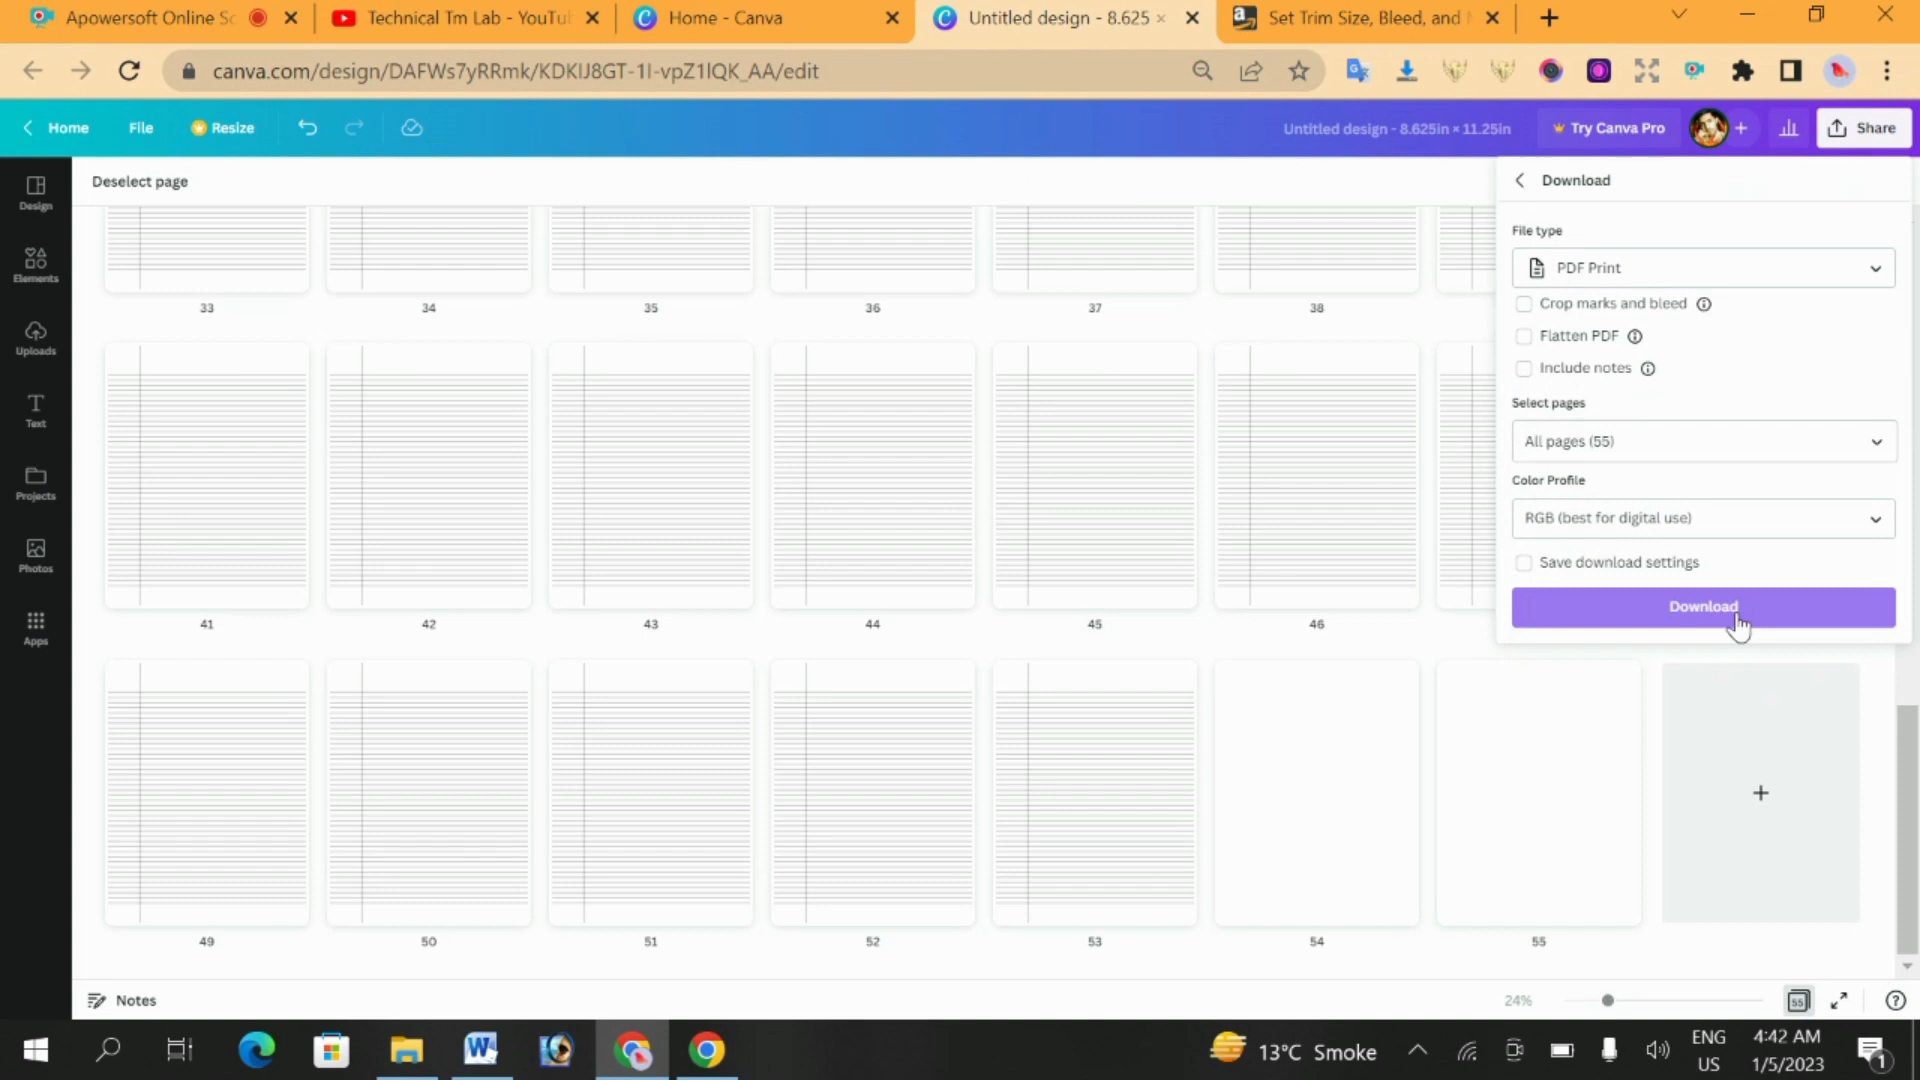 Apowersoft Online Sc
Technical Tm Lab - YouTu
Home - Canva
Untitled design - 8.625
Set Trim Size, Bleed, and
canva.com/design/DAFWs7yRRmk/KDKIJ8GT-1I-vpZ1lQK_AA/edit
Home
File
Resize
Untitled design - 8.625in × 11.25in
Try Canva Pro
Share
Design
Elements
Uploads
Text
Projects
Photos
Apps
Deselect page
33 34 35 36 37 38
41 42 43 44 45 46
49 50 51 52 53 54 55
Download
File type
PDF Print
Crop marks and bleed
Flatten PDF
Include notes
Select pages
All pages (55)
Color Profile
RGB (best for digital use)
Save download settings
Download
Notes
24%
55
13°C Smoke
ENG
US
4:42 AM
1/5/2023
1